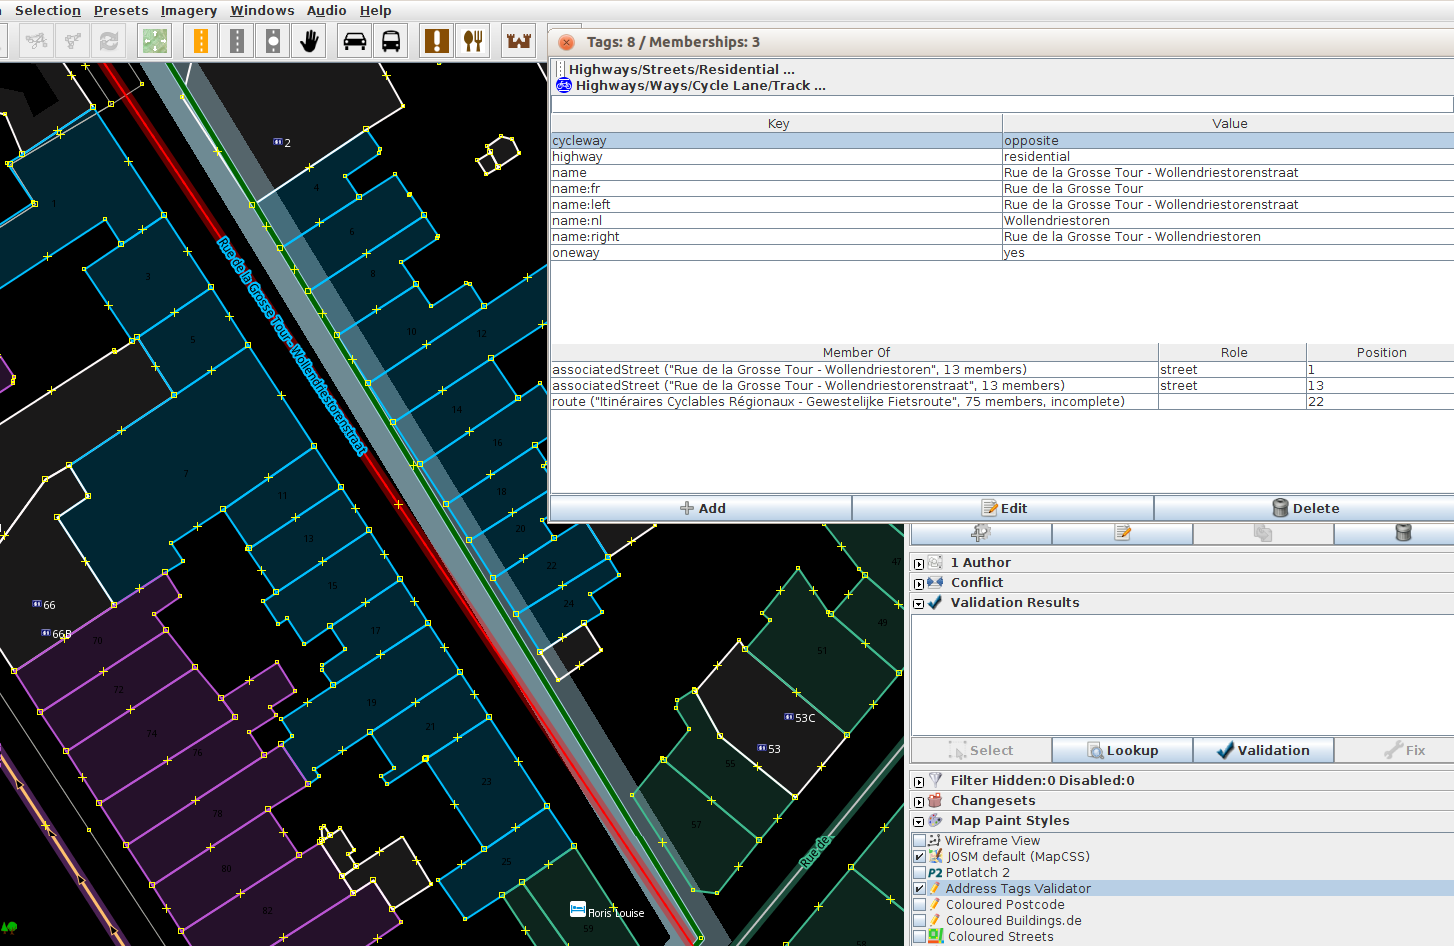 Selection Presets Imagery Windows Audio Help
Tags: 8 / Memberships: 3
Highways/Streets/Residential ...
Highways/Ways/Cycle Lane/Track ...
Key Value
cycleway opposite
highway residential
name Rue de la Grosse Tour - Wollendriestorenstraat
name:fr Rue de la Grosse Tour
name:left Rue de la Grosse Tour - Wollendriestorenstraat
name:nl Wollendriestoren
name:right Rue de la Grosse Tour - Wollendriestoren
oneway yes
Member Of Role Position
associatedStreet ("Rue de la Grosse Tour - Wollendriestoren", 13 members) street 1
associatedStreet ("Rue de la Grosse Tour - Wollendriestorenstraat", 13 members) street 13
route ("Itinéraires Cyclables Régionaux - Gewestelijke Fietsroute", 75 members, incomplete) 22
Add Edit Delete
1 Author
Conflict
Validation Results
Select Lookup Validation Fix
Filter Hidden:0 Disabled:0
Changesets
Map Paint Styles
Wireframe View
JOSM default (MapCSS)
P2 Potlatch 2
Address Tags Validator
Coloured Postcode
Coloured Buildings.de
Coloured Streets
2
4
1
6
3
8
5
10
12
14
16
7
18
11
20
13
22
15
24
17
47
49
51
66
66B
70
72
74
76
78
80
82
19
21
23
25
53C
53
55
57
59
59
Rue de la Grosse Tour - Wollendriestorenstraat
Rue de
Floris Louise